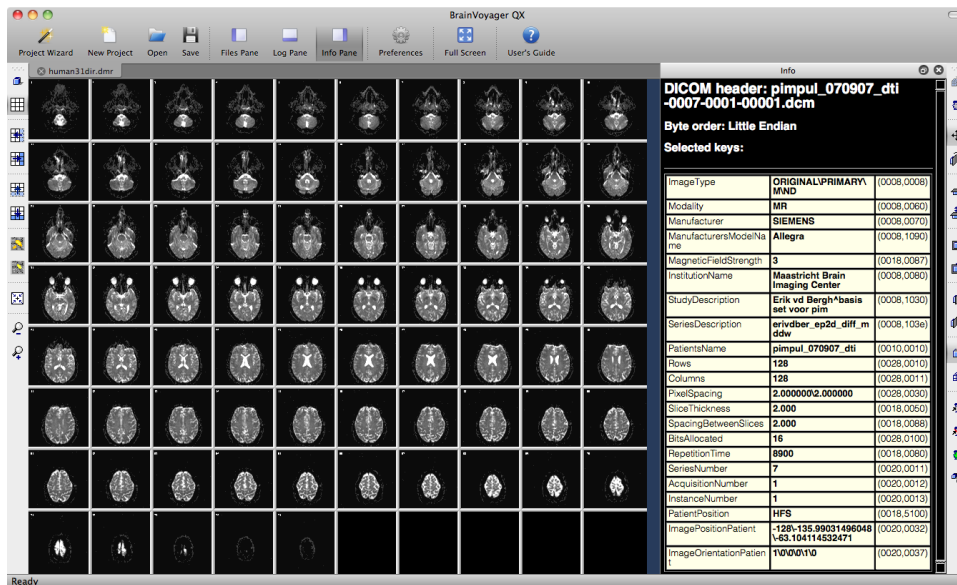 BrainVoyager QX
Project Wizard New Project Open Save Files Pane Log Pane Info Pane Preferences Full Screen User's Guide
human31dir.dmr
Info
DICOM header: pimpul_070907_dti
-0007-0001-00001.dcm
Byte order: Little Endian
Selected keys:
ImageType ORIGINAL\PRIMARY\ (0008,0008)
M\ND
Modality MR (0008,0060)
Manufacturer SIEMENS (0008,0070)
ManufacturersModelNa Allegra (0008,1090)
me
MagneticFieldStrength 3 (0018,0087)
InstitutionName Maastricht Brain (0008,0080)
Imaging Center
StudyDescription Erik vd Bergh^basis (0008,1030)
set voor pim
SeriesDescription erivdber_ep2d_diff_m (0008,103e)
ddw
PatientsName pimpul_070907_dti (0010,0010)
Rows 128 (0028,0010)
Columns 128 (0028,0011)
PixelSpacing 2.000000\2.000000 (0028,0030)
SliceThickness 2.000 (0018,0050)
SpacingBetweenSlices 2.000 (0018,0088)
BitsAllocated 16 (0028,0100)
RepetitionTime 8900 (0018,0080)
SeriesNumber 7 (0020,0011)
AcquisitionNumber 1 (0020,0012)
InstanceNumber 1 (0020,0013)
PatientPosition HFS (0018,5100)
ImagePositionPatient -128\-135.99031496048 (0020,0032)
\-63.104114532471
ImageOrientationPatien 1\0\0\0\1\0 (0020,0037)
t
Ready